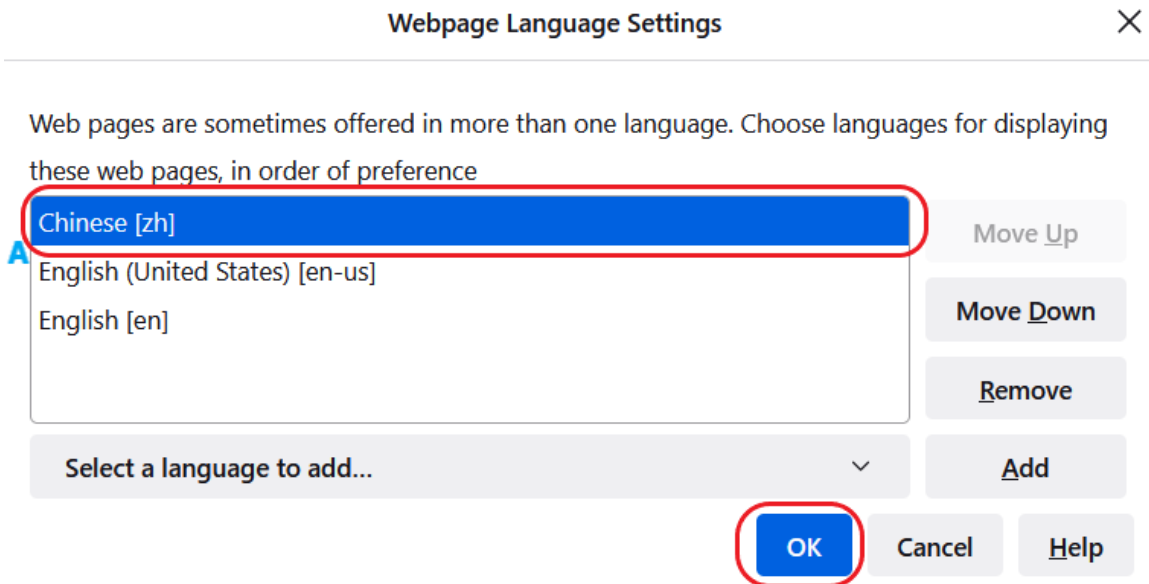 Webpage Language Settings
Web pages are sometimes offered in more than one language. Choose languages for displaying
these web pages, in order of preference
Chinese [zh]
Move Up
A
English (United States) [en-us]
Move Down
English [en]
Remove
Select a language to add...
Add
OK
Cancel
Help